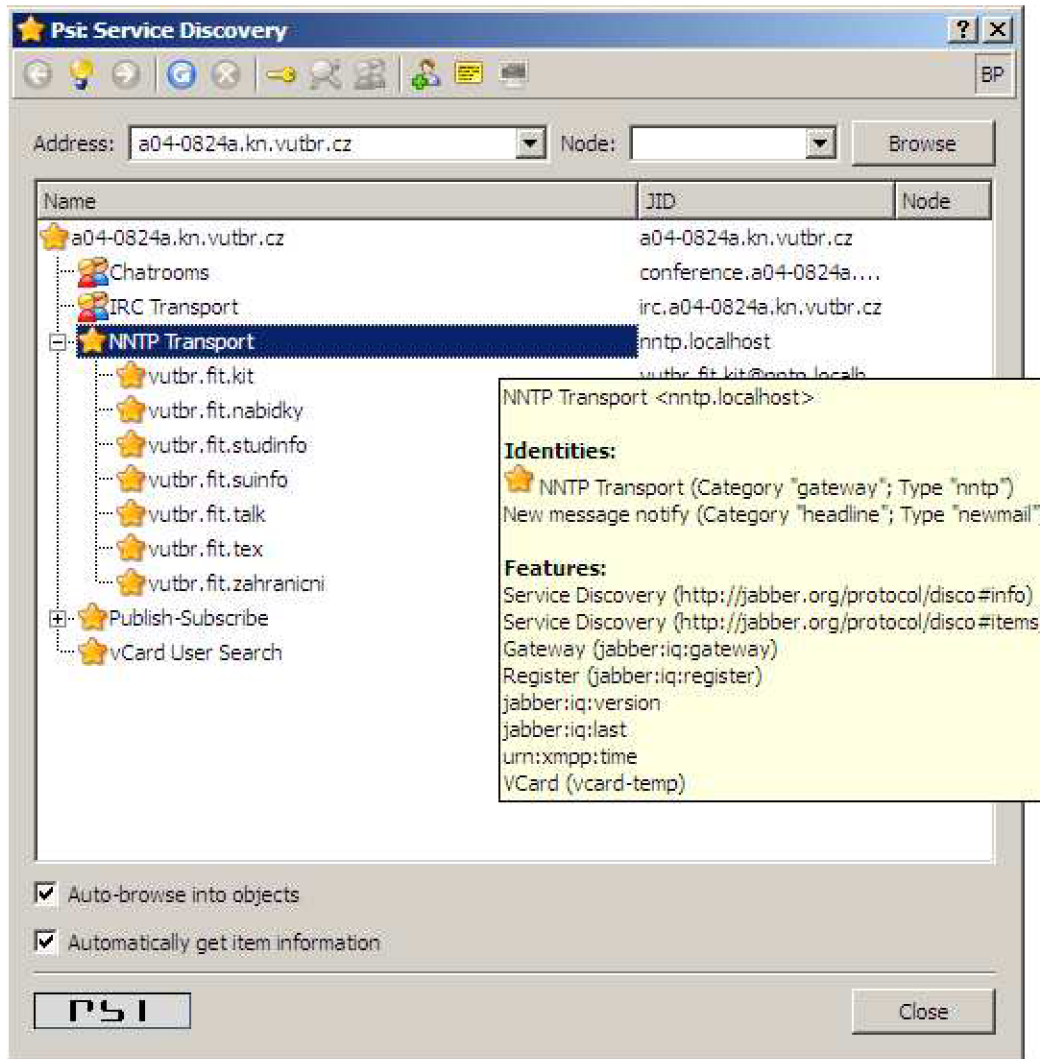 Psi: Service Discovery
BP
Address: a04-0824a.kn.vutbr.cz Node: Browse
Name JID Node
a04-0824a.kn.vutbr.cz a04-0824a.kn.vutbr.cz
Chatrooms conference.a04-0824a....
IRC Transport irc.a04-0824a.kn.vutbr.cz
NNTP Transport nntp.localhost
vutbr.fit.kit vutbr.fit.kit@nntp.localh
vutbr.fit.nabidky
vutbr.fit.studinfo
vutbr.fit.suinfo
vutbr.fit.talk
vutbr.fit.tex
vutbr.fit.zahranicni
Publish-Subscribe
vCard User Search
NNTP Transport <nntp.localhost>
Identities:
NNTP Transport (Category "gateway"; Type "nntp")
New message notify (Category "headline"; Type "newmail"
Features:
Service Discovery (http://jabber.org/protocol/disco#info)
Service Discovery (http://jabber.org/protocol/disco#items
Gateway (jabber:iq:gateway)
Register (jabber:iq:register)
jabber:iq:version
jabber:iq:last
urn:xmpp:time
VCard (vcard-temp)
Auto-browse into objects
Automatically get item information
PSI
Close